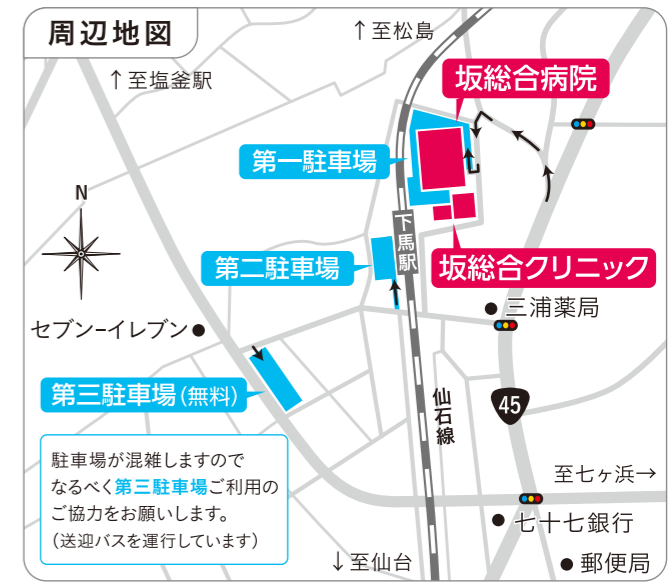 周辺地図
↑至松島
↑至塩釜駅
坂総合病院
第一駐車場
N
下馬駅
第二駐車場
坂総合クリニック
三浦薬局
セブン-イレブン
第三駐車場(無料)
仙石線
45
駐車場が混雑しますので
なるべく第三駐車場ご利用の
ご協力をお願いします。
(送迎バスを運行しています)
至七ヶ浜→
七十七銀行
↓至仙台
郵便局